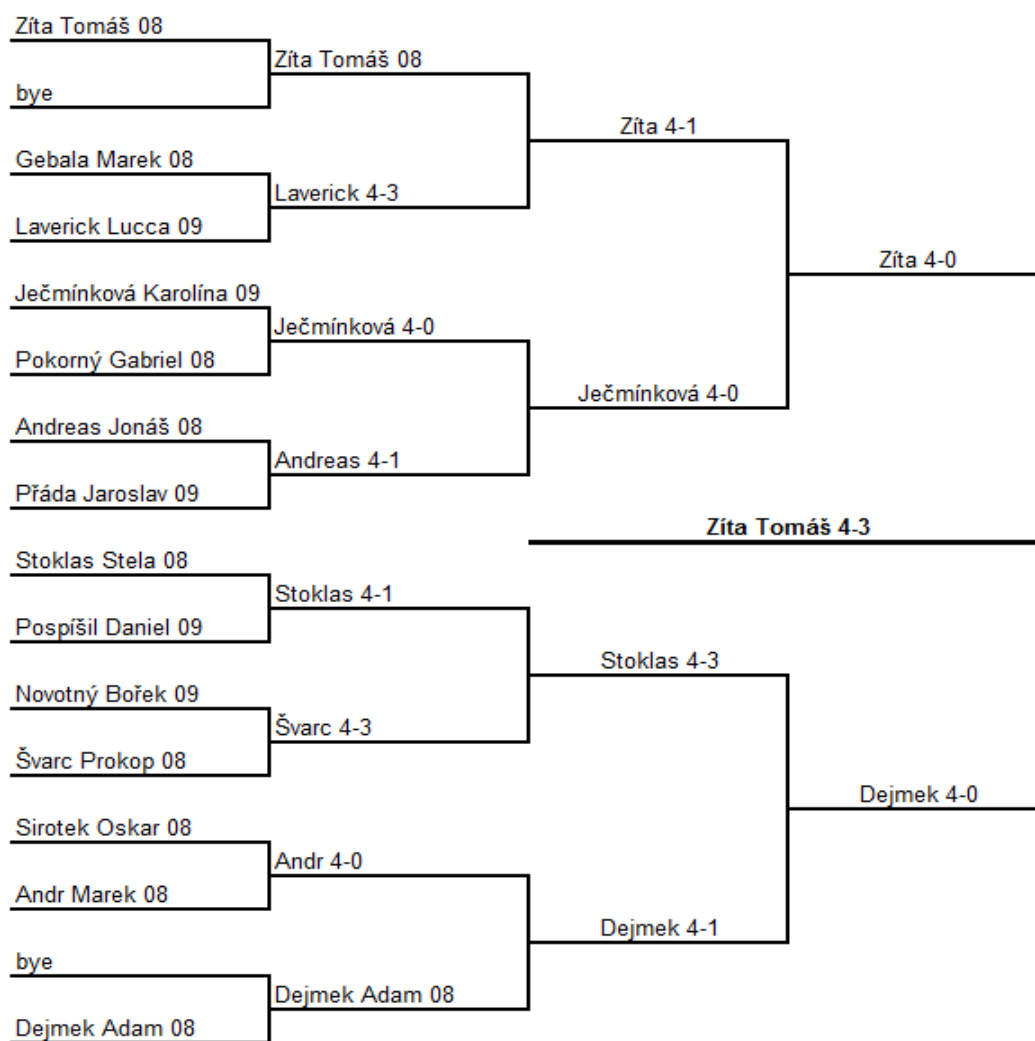 Zíta Tomáš 08
Zíta Tomáš 08
bye
Zíta 4-1
Gebala Marek 08
Laverick 4-3
Laverick Lucca 09
Zíta 4-0
Ječmínková Karolína 09
Ječmínková 4-0
Pokorný Gabriel 08
Ječmínková 4-0
Andreas Jonáš 08
Andreas 4-1
Přáda Jaroslav 09
Zíta Tomáš 4-3
Stoklas Stela 08
Stoklas 4-1
Pospíšil Daniel 09
Stoklas 4-3
Novotný Bořek 09
Švarc 4-3
Švarc Prokop 08
Dejmek 4-0
Sirotek Oskar 08
Andr 4-0
Andr Marek 08
Dejmek 4-1
bye
Dejmek Adam 08
Dejmek Adam 08